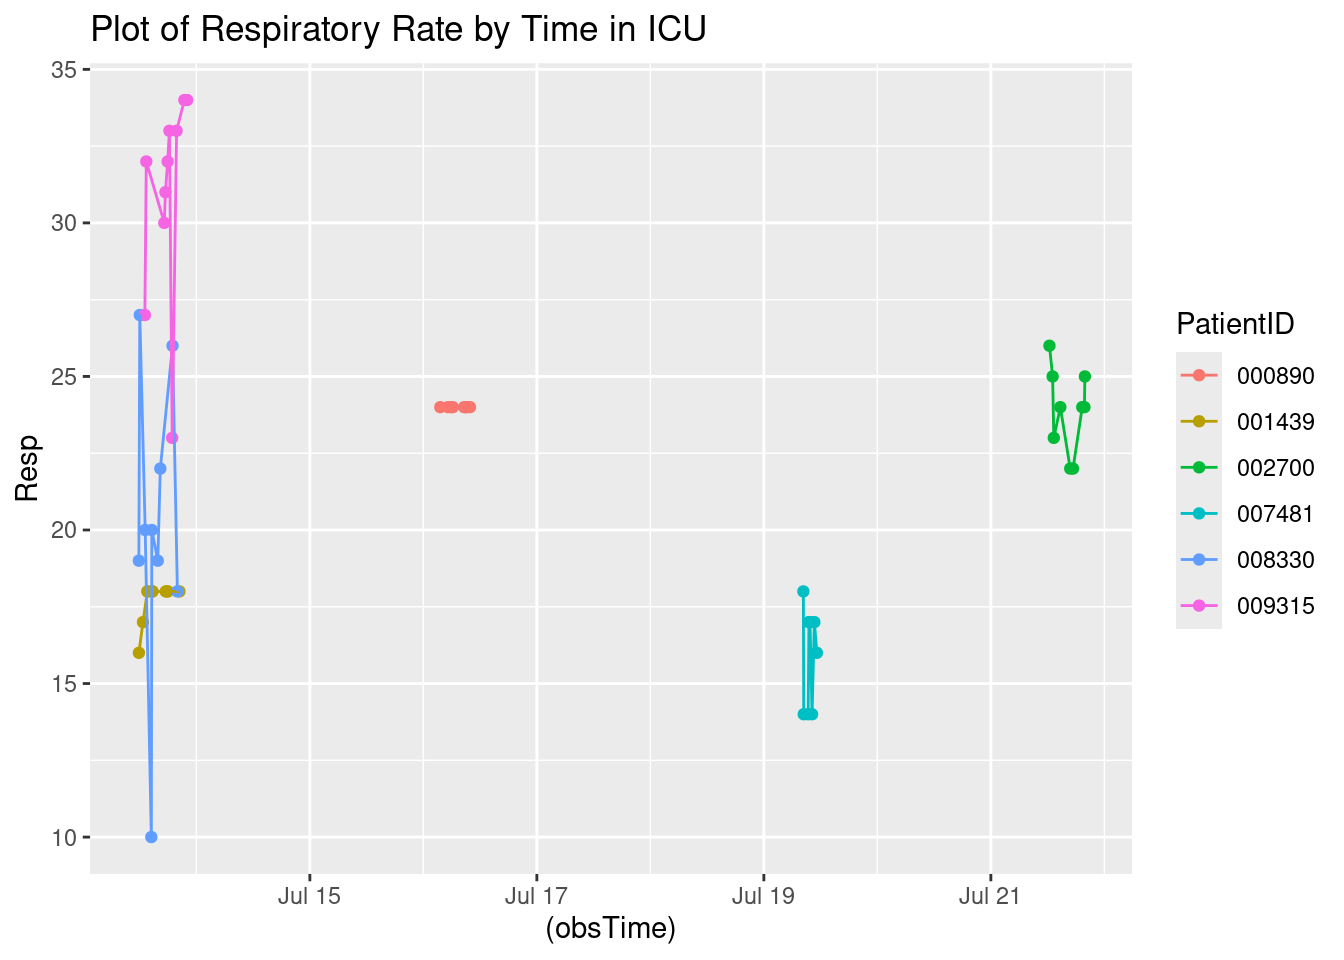 Plot of Respiratory Rate by Time in ICU
35
30
25
20
15
10
Resp
Jul 15
Jul 17
Jul 19
Jul 21
(obsTime)
PatientID
000890
001439
002700
007481
008330
009315